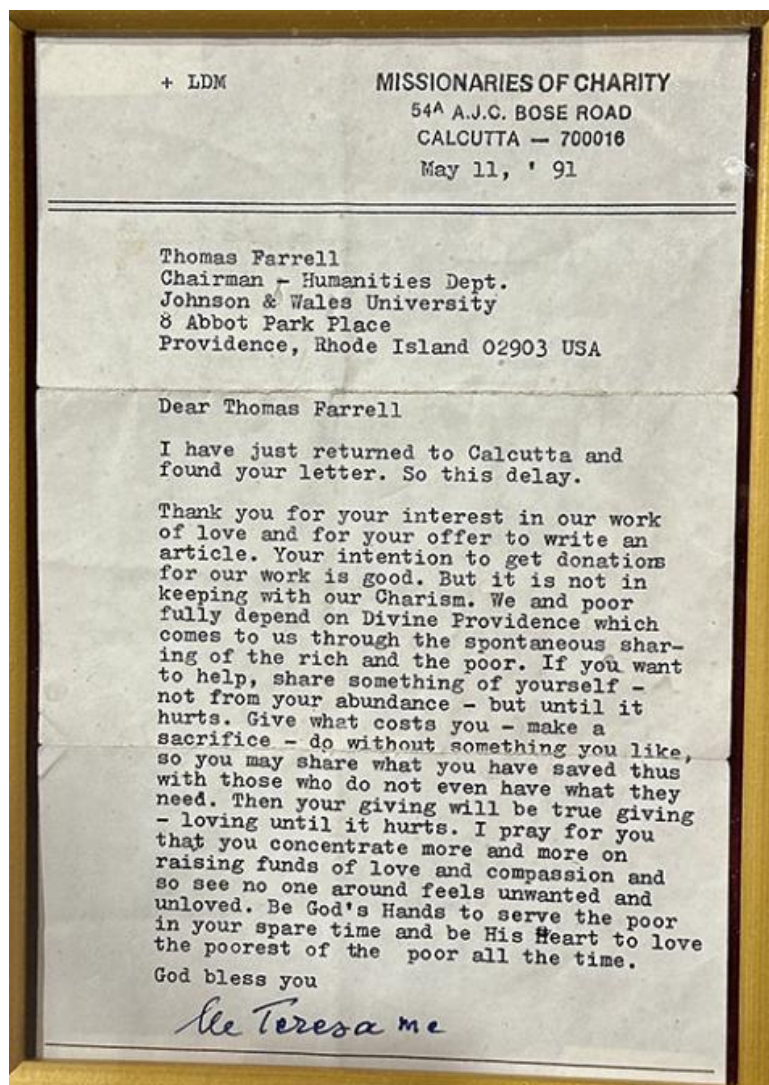 + LDM
MISSIONARIES OF CHARITY
54A A.J.C. BOSE ROAD
CALCUTTA — 700016
May 11, ' 91
Thomas Farrell
Chairman - Humanities Dept.
Johnson & Wales University
8 Abbot Park Place
Providence, Rhode Island 02903 USA
Dear Thomas Farrell
I have just returned to Calcutta and
found your letter. So this delay.
Thank you for your interest in our work
of love and for your offer to write an
article. Your intention to get donations
for our work is good. But it is not in
keeping with our Charism. We and poor
fully depend on Divine Providence which
comes to us through the spontaneous shar-
ing of the rich and the poor. If you want
to help, share something of yourself -
not from your abundance - but until it
hurts. Give what costs you - make a
sacrifice - do without something you like,
so you may share what you have saved thus
with those who do not even have what they
need. Then your giving will be true giving
- loving until it hurts. I pray for you
that you concentrate more and more on
raising funds of love and compassion and
so see no one around feels unwanted and
unloved. Be God's Hands to serve the poor
in your spare time and be His Heart to love
the poorest of the poor all the time.
God bless you
Teresa mc